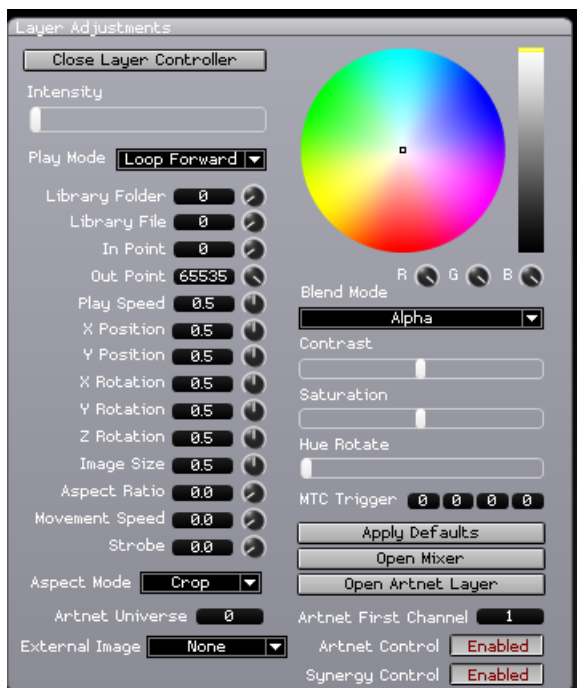 Layer Adjustments
Close Layer Controller
Intensity
Play Mode Loop Forward
Library Folder 0
Library File 0
In Point 0
Out Point 65535
Play Speed 0.5
X Position 0.5
Y Position 0.5
X Rotation 0.5
Y Rotation 0.5
Z Rotation 0.5
Image Size 0.5
Aspect Ratio 0.0
Movement Speed 0.0
Strobe 0.0
Aspect Mode Crop
Artnet Universe 0
External Image None
R G B
Blend Mode
Alpha
Contrast
Saturation
Hue Rotate
MTC Trigger 0 0 0 0
Apply Defaults
Open Mixer
Open Artnet Layer
Artnet First Channel 1
Artnet Control Enabled
Synergy Control Enabled